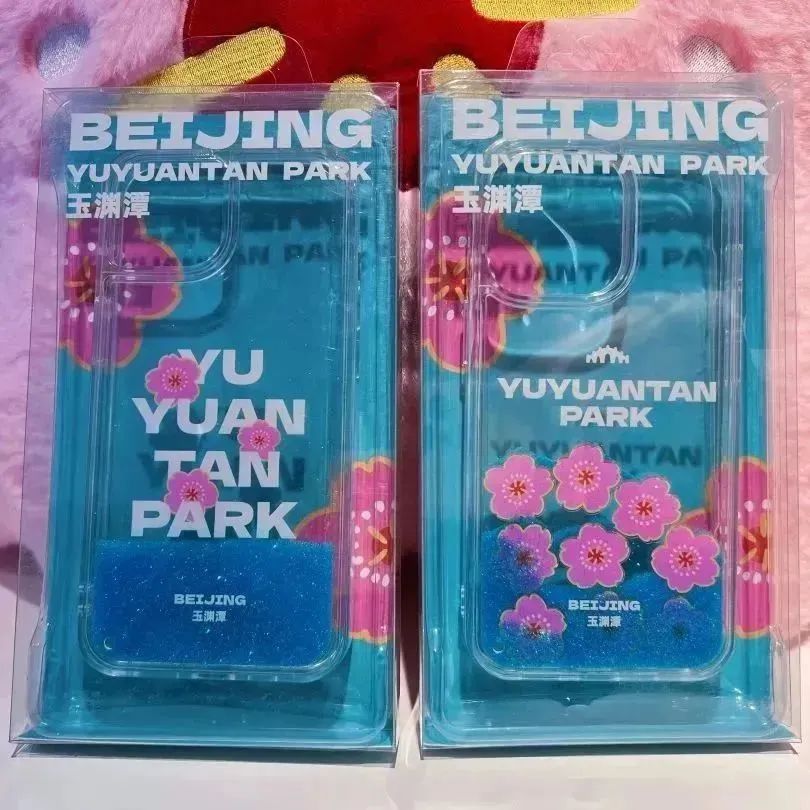 BEIJING
YUYUANTAN PARK
玉渊潭
YU
YUAN
TAN
PARK
BEIJING
玉渊潭
BEIJING
YUYUANTAN PARK
玉渊潭
YUYUANTAN
PARK
BEIJING
玉渊潭